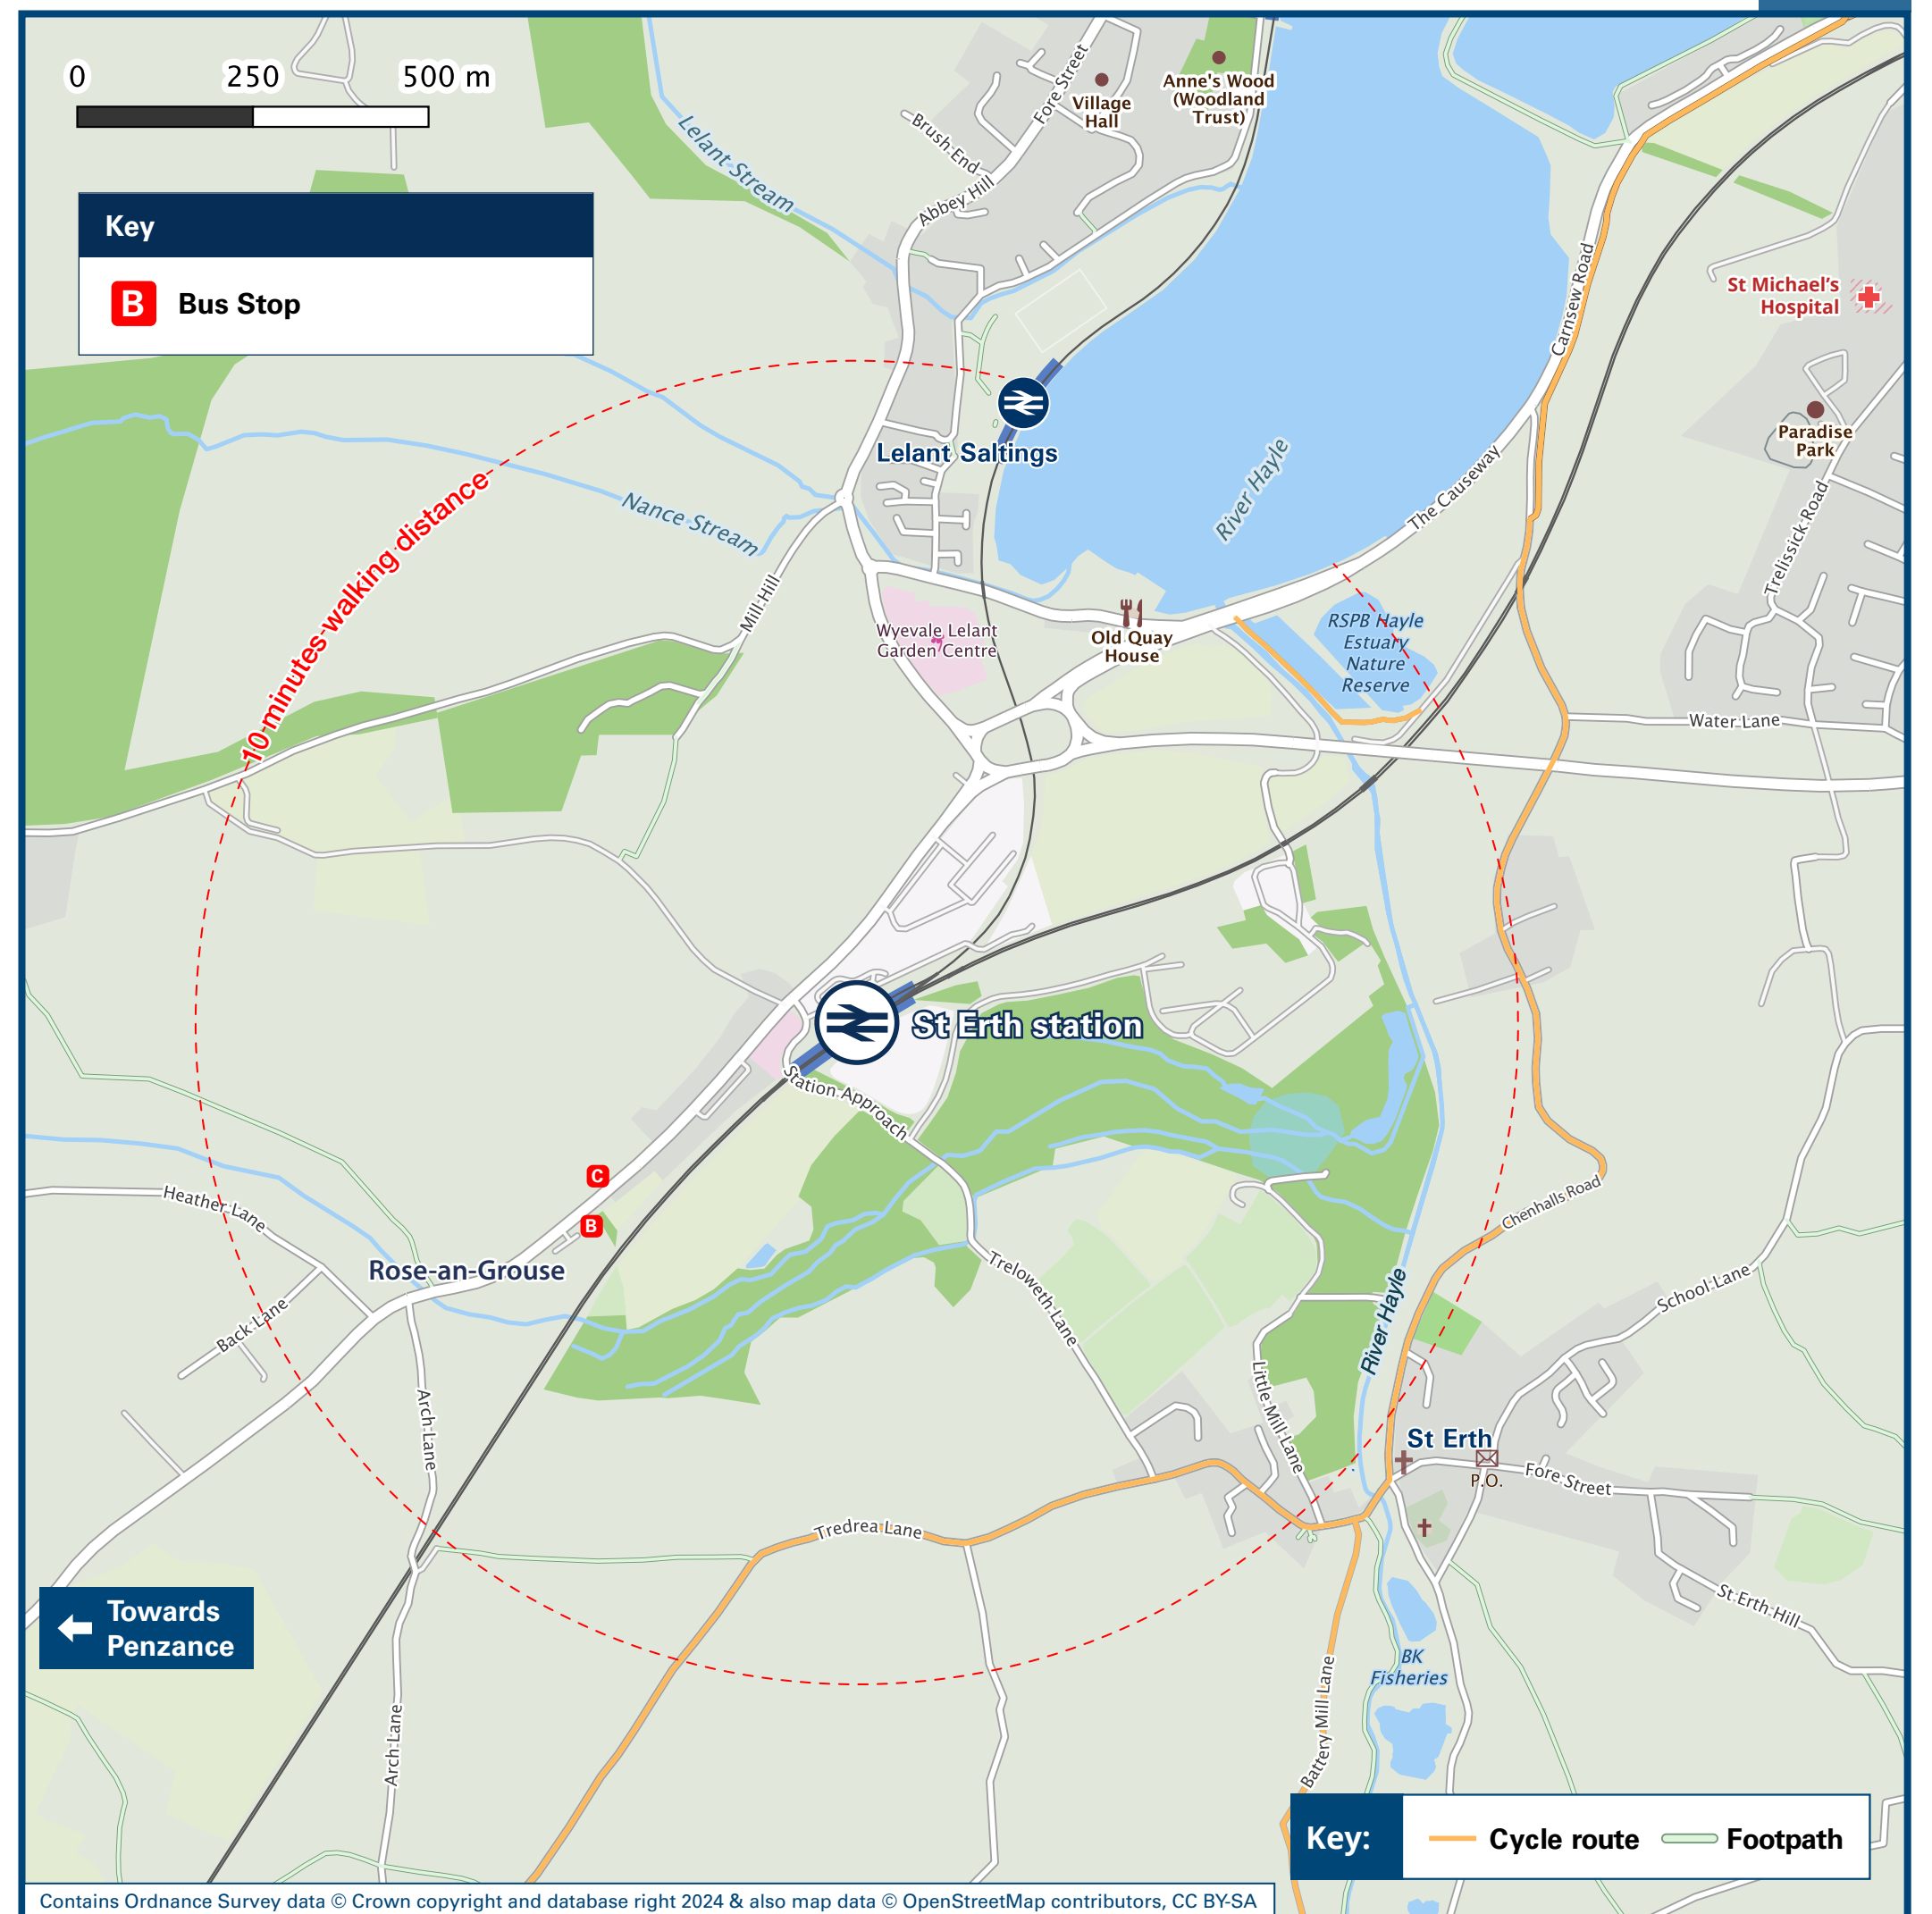 0 250 500 m
Key
B Bus Stop
Lelant Stream
Brush End
Fore Street
Abbey Hill
Village
Hall
Anne's Wood
(Woodland
Trust)
Carnsew Road
St Michael's
Hospital
Paradise
Park
Trelissick Road
Lelant Saltings
River Hayle
The Causeway
10 minutes walking distance
Nance Stream
Mill Hill
Wyevale Lelant
Garden Centre
Old Quay
House
RSPB Hayle
Estuary
Nature
Reserve
Water Lane
St Erth station
Station Approach
C
B
Heather Lane
Rose-an-Grouse
Back Lane
Arch Lane
Treloweth Lane
Chenhalls Road
School Lane
River Hayle
Little Mill Lane
St Erth
P.O.
Fore Street
Tredrea Lane
St Erth Hill
Towards
Penzance
BK
Fisheries
Battery Mill Lane
Arch Lane
Key: Cycle route Footpath
Contains Ordnance Survey data © Crown copyright and database right 2024 & also map data © OpenStreetMap contributors, CC BY-SA